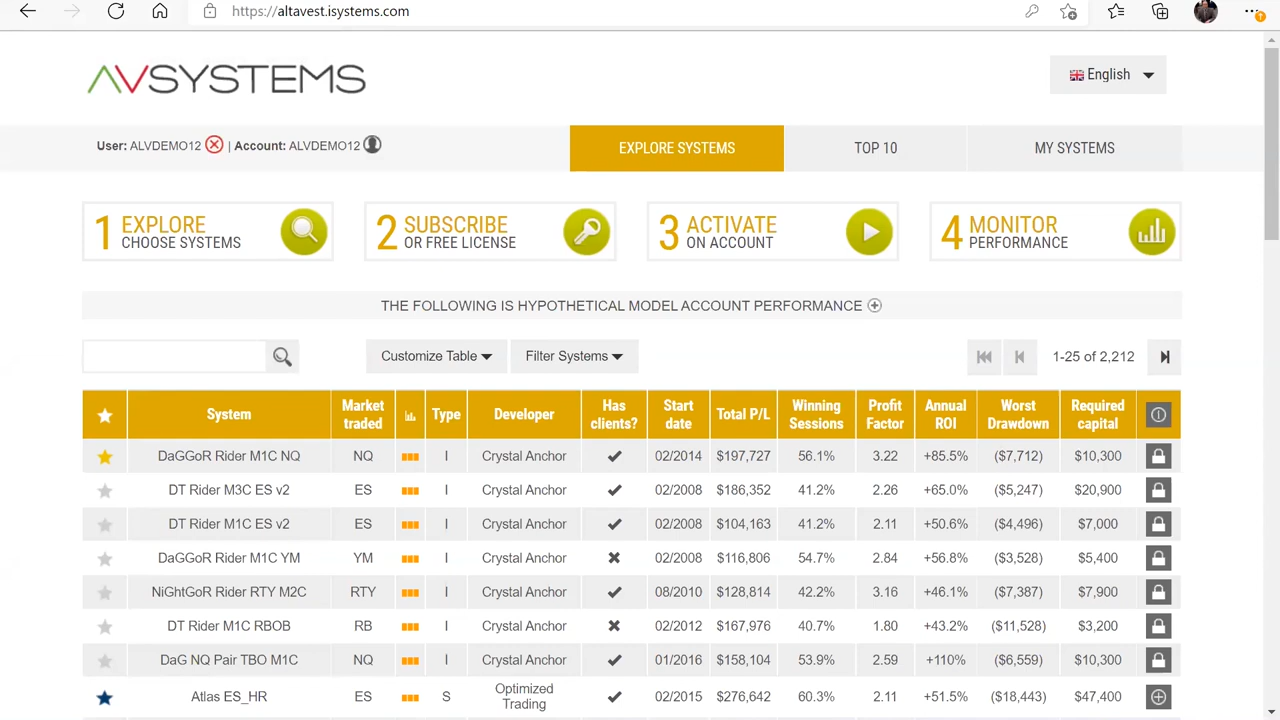 https://altavest.isystems.com
AVSYSTEMS
English
User: ALVDEMO12 | Account: ALVDEMO12
EXPLORE SYSTEMS
TOP 10
MY SYSTEMS
1 EXPLORE
CHOOSE SYSTEMS
2 SUBSCRIBE
OR FREE LICENSE
3 ACTIVATE
ON ACCOUNT
4 MONITOR
PERFORMANCE
THE FOLLOWING IS HYPOTHETICAL MODEL ACCOUNT PERFORMANCE
Customize Table Filter Systems 1-25 of 2,212
System Market traded Type Developer Has clients? Start date Total P/L Winning Sessions Profit Factor Annual ROI Worst Drawdown Required capital
DaGGoR Rider M1C NQ NQ I Crystal Anchor 02/2014 $197,727 56.1% 3.22 +85.5% ($7,712) $10,300
DT Rider M3C ES v2 ES I Crystal Anchor 02/2008 $186,352 41.2% 2.26 +65.0% ($5,247) $20,900
DT Rider M1C ES v2 ES I Crystal Anchor 02/2008 $104,163 41.2% 2.11 +50.6% ($4,496) $7,000
DaGGoR Rider M1C YM YM I Crystal Anchor 02/2008 $116,806 54.7% 2.84 +56.8% ($3,528) $5,400
NiGhtGoR Rider RTY M2C RTY I Crystal Anchor 08/2010 $128,814 42.2% 3.16 +46.1% ($7,387) $7,900
DT Rider M1C RBOB RB I Crystal Anchor 02/2012 $167,976 40.7% 1.80 +43.2% ($11,528) $3,200
DaG NQ Pair TBO M1C NQ I Crystal Anchor 01/2016 $158,104 53.9% 2.59 +110% ($6,559) $10,300
Atlas ES_HR ES S Optimized Trading 02/2015 $276,642 60.3% 2.11 +51.5% ($18,443) $47,400